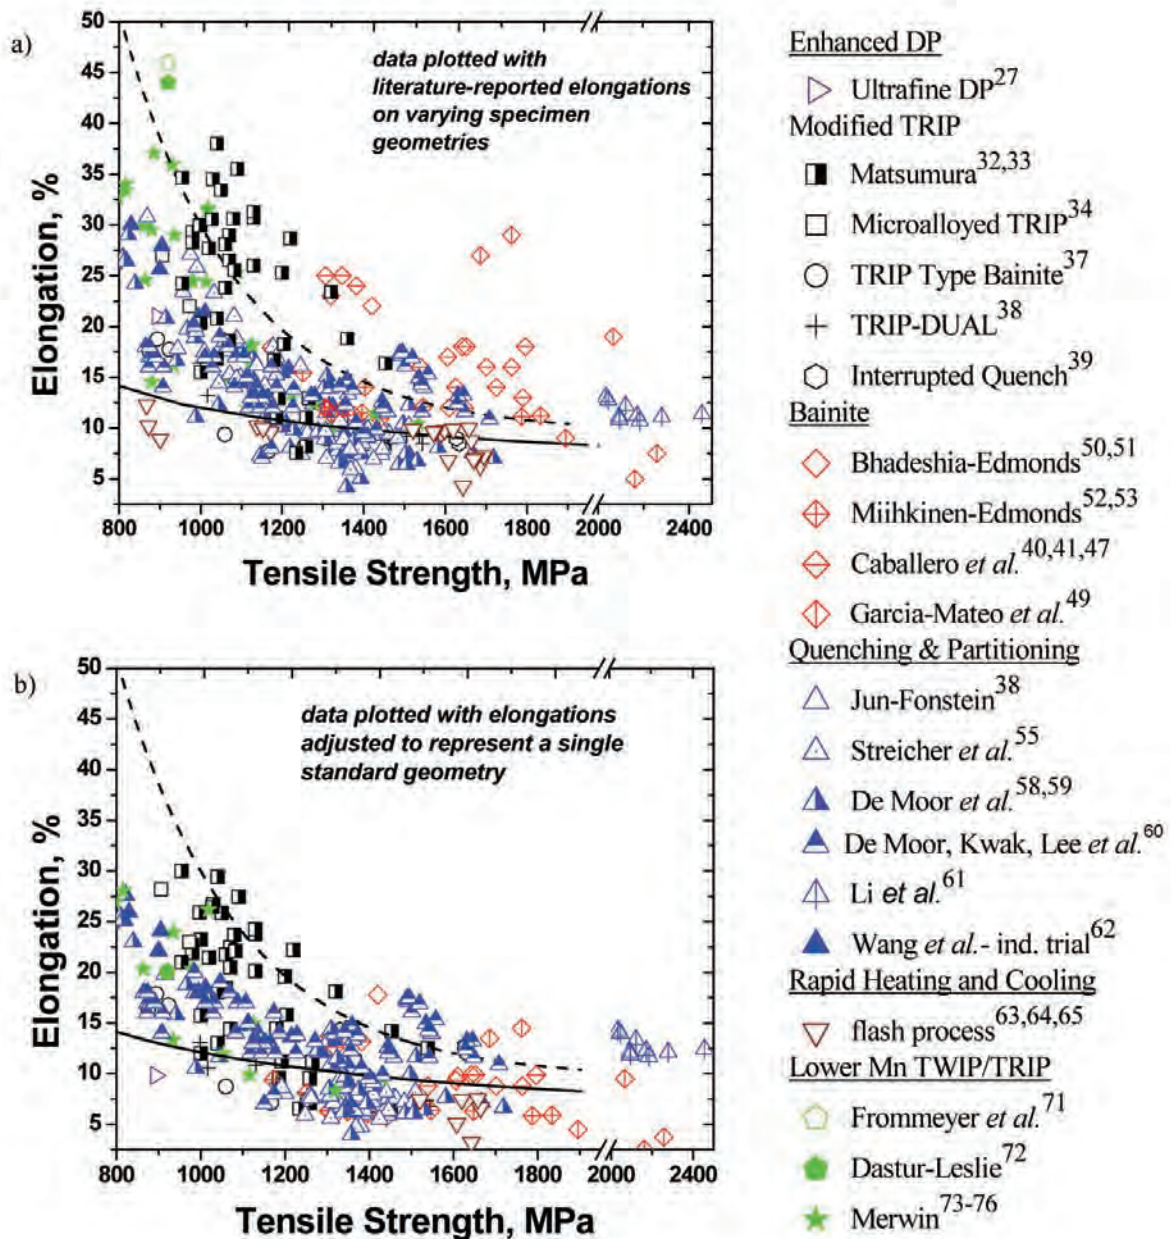 a)
50
45
40
35
30
25
20
15
10
5
Elongation, %
data plotted with
literature-reported elongations
on varying specimen
geometries
800 1000 1200 1400 1600 1800 2000 2400
Tensile Strength, MPa
b)
50
45
40
35
30
25
20
15
10
5
Elongation, %
data plotted with elongations
adjusted to represent a single
standard geometry
800 1000 1200 1400 1600 1800 2000 2400
Tensile Strength, MPa
Enhanced DP
Ultrafine DP27
Modified TRIP
Matsumura32,33
Microalloyed TRIP34
TRIP Type Bainite37
TRIP-DUAL38
Interrupted Quench39
Bainite
Bhadeshia-Edmonds50,51
Miihkinen-Edmonds52,53
Caballero et al.40,41,47
Garcia-Mateo et al.49
Quenching & Partitioning
Jun-Fonstein38
Streicher et al.55
De Moor et al.58,59
De Moor, Kwak, Lee et al.60
Li et al.61
Wang et al.- ind. trial62
Rapid Heating and Cooling
flash process63,64,65
Lower Mn TWIP/TRIP
Frommeyer et al.71
Dastur-Leslie72
Merwin73-76